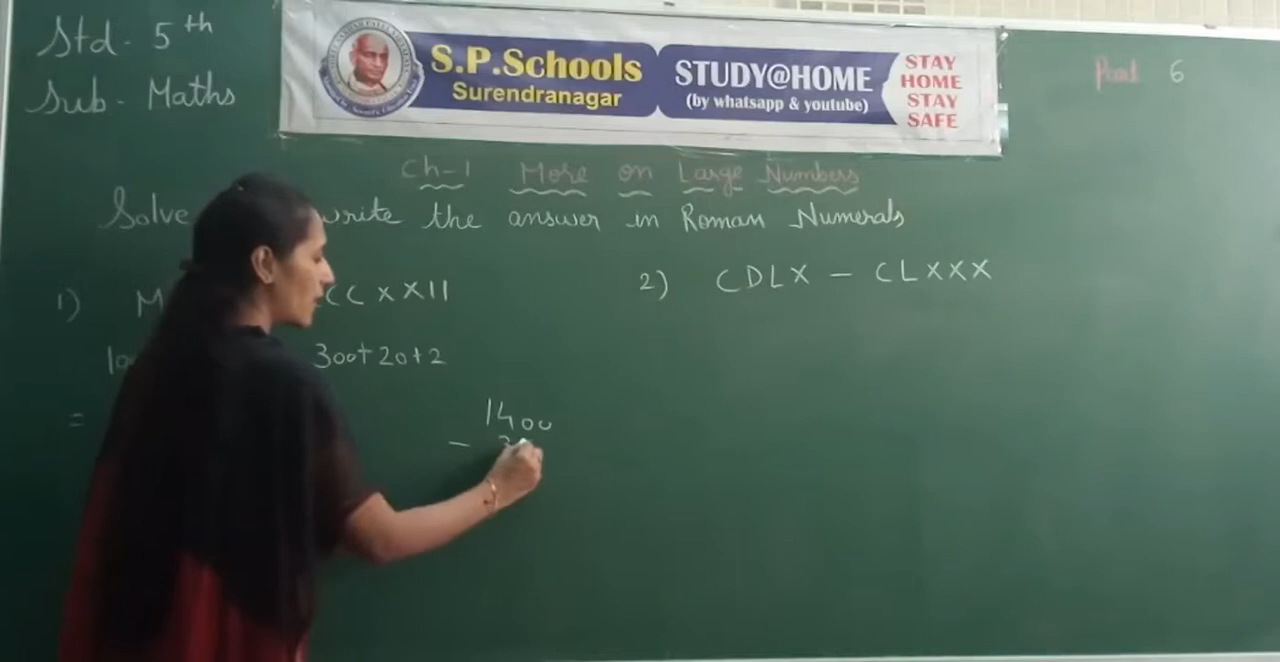 Std - 5th
Sub - Maths
S.P.Schools
Surendranagar
STUDY@HOME
(by whatsapp & youtube)
STAY
HOME
STAY
SAFE
6
Ch-1 More on Large Numbers
Solve write the answer in Roman Numerals
1) M CCXXII
2) CDLX - CLXXX
300+20+2
=
1400
-